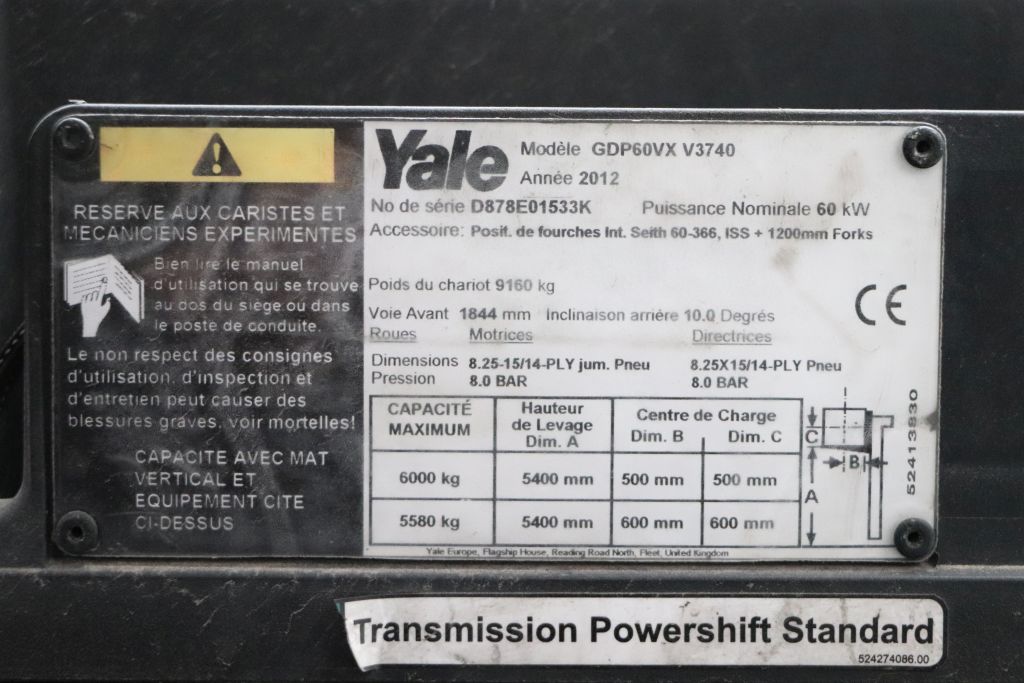 RESERVE AUX CARISTES ET
MECANICIENS EXPERIMENTES
Bien lire le manuel
d'utilisation qui se trouve
au dos du siège ou dans
le poste de conduite.
Le non respect des consignes
d'utilisation, d'inspection et
d'entretien peut causer des
blessures graves, voir mortelles!
CAPACITE AVEC MAT
VERTICAL ET
EQUIPEMENT CITE
CI-DESSUS
Yale
Modèle GDP60VX V3740
Année 2012
No de série D878E01533K Puissance Nominale 60 kW
Accessoire: Posit. de fourches Int. Seith 60-366, ISS + 1200mm Forks
Poids du chariot 9160 kg
CE
Voie Avant 1844 mm Inclinaison arrière 10.0 Degrés
Roues Motrices Directrices
Dimensions 8.25-15/14-PLY jum. Pneu 8.25X15/14-PLY Pneu
Pression 8.0 BAR 8.0 BAR
CAPACITÉ MAXIMUM
Hauteur de Levage Dim. A
Centre de Charge
Dim. B Dim. C
6000 kg 5400 mm 500 mm 500 mm
5580 kg 5400 mm 600 mm 600 mm
C
B
A
52413830
Yale Europe, Flagship House, Reading Road North, Fleet, United Kingdom
Transmission Powershift Standard
524274086.00